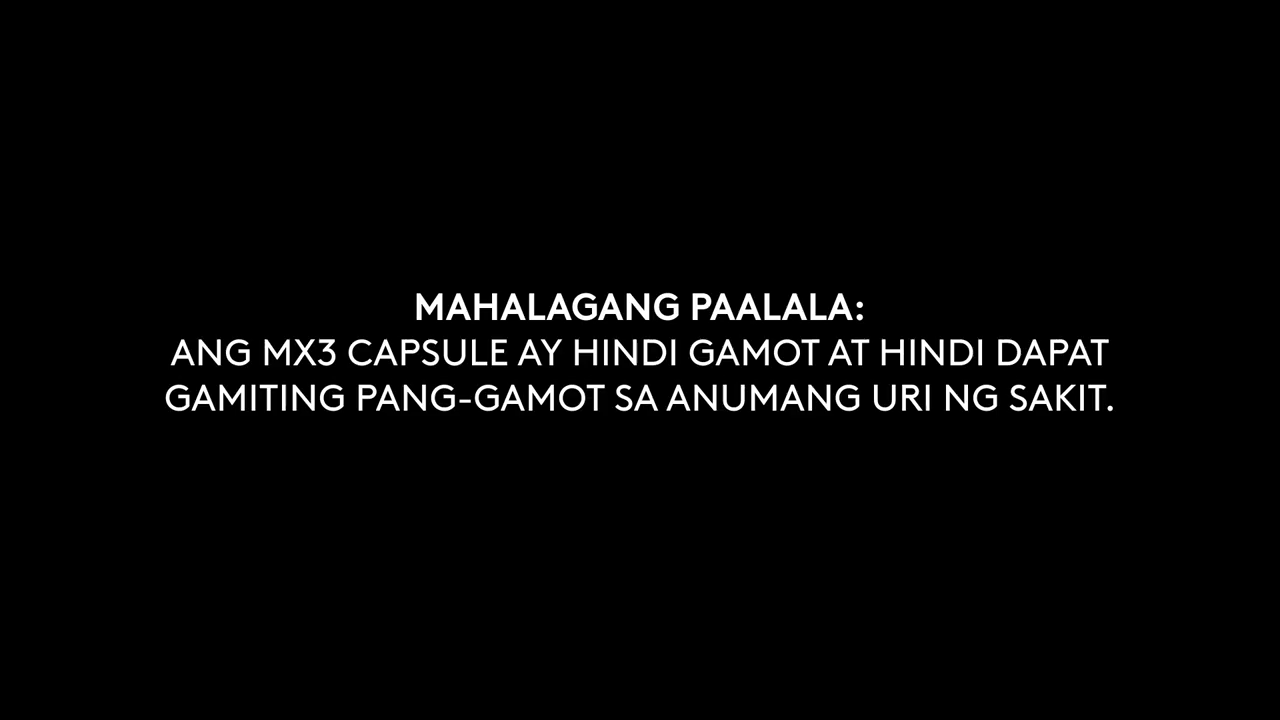 MAHALAGANG PAALALA:
ANG MX3 CAPSULE AY HINDI GAMOT AT HINDI DAPAT
GAMITING PANG-GAMOT SA ANUMANG URI NG SAKIT.